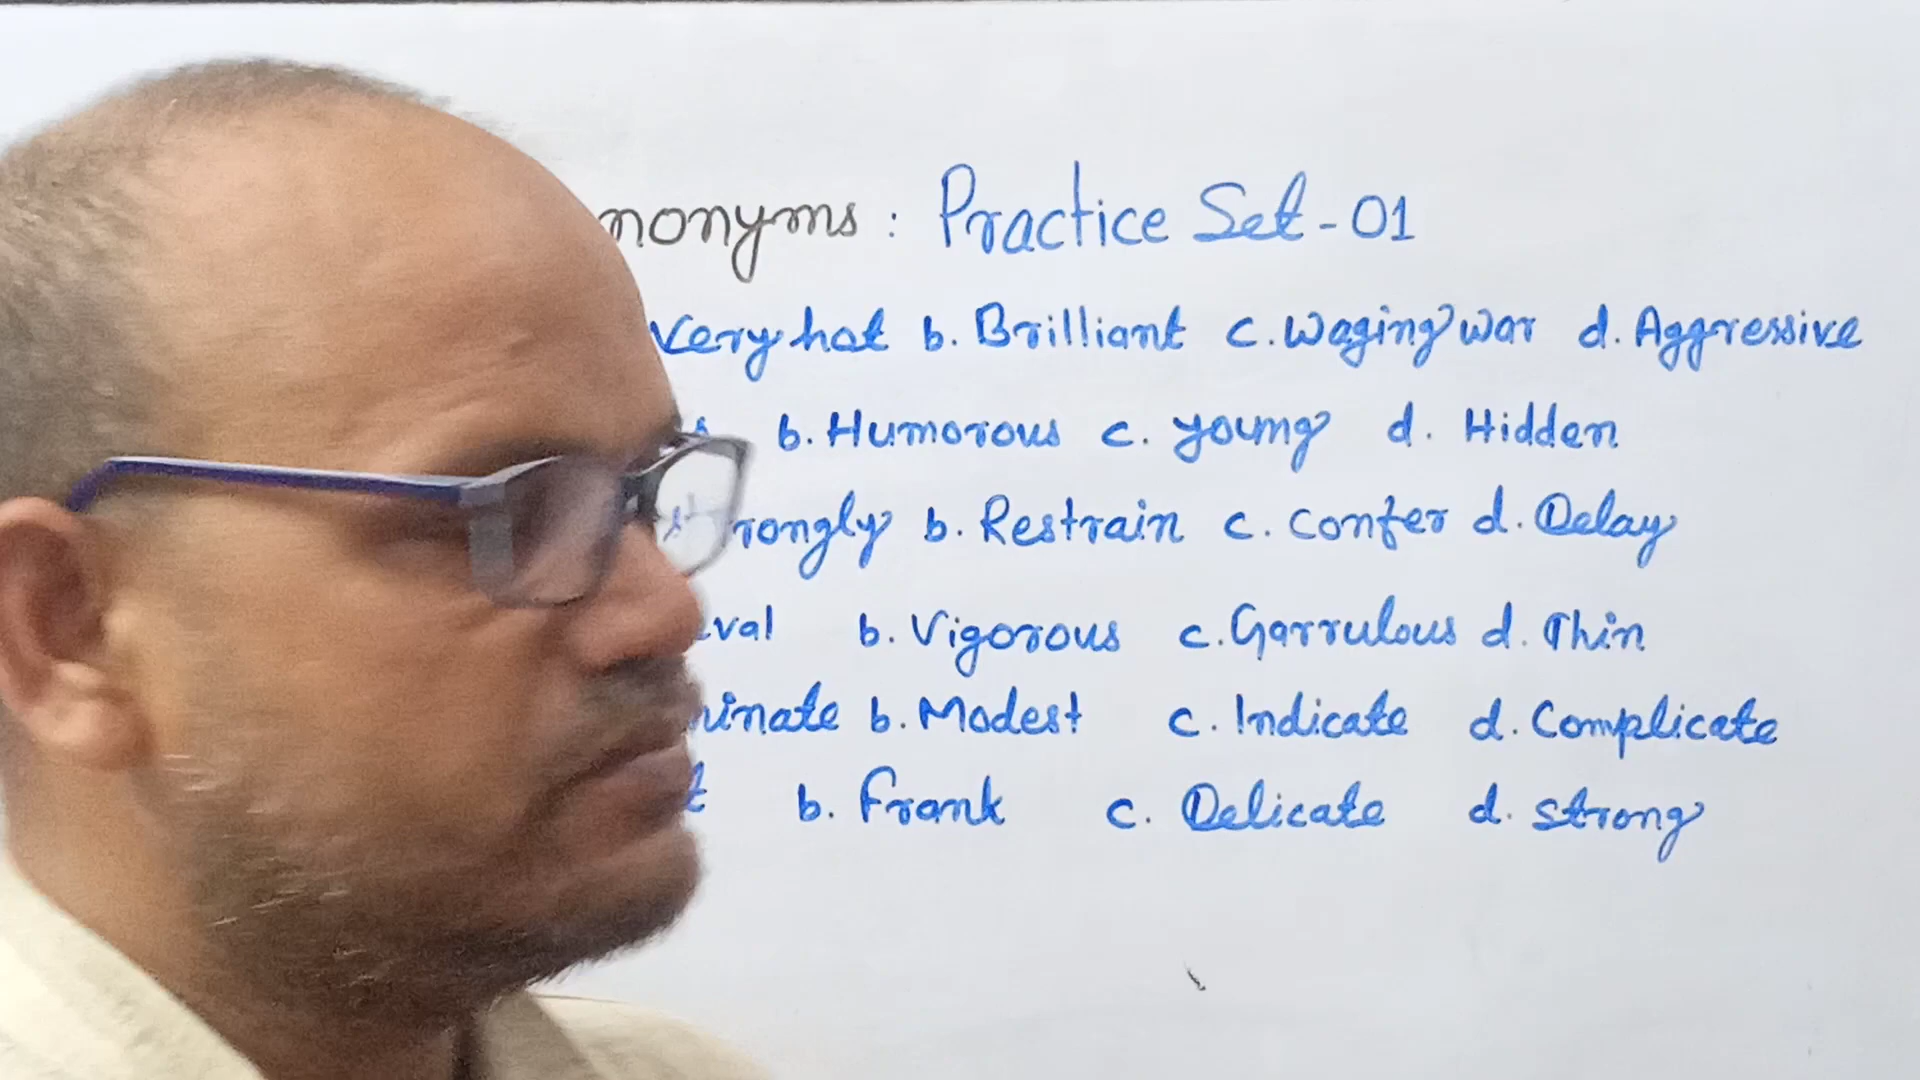 nonyms : Practice Set-01
Very hot b. Brilliant c. Waging war d. Aggressive
b. Humorous c. young d. Hidden
rongly b. Restrain c. Confer d. Delay
val b. Vigorous c. Garrulous d. Thin
inate b. Modest c. Indicate d. Complicate
b. Frank c. Delicate d. Strong